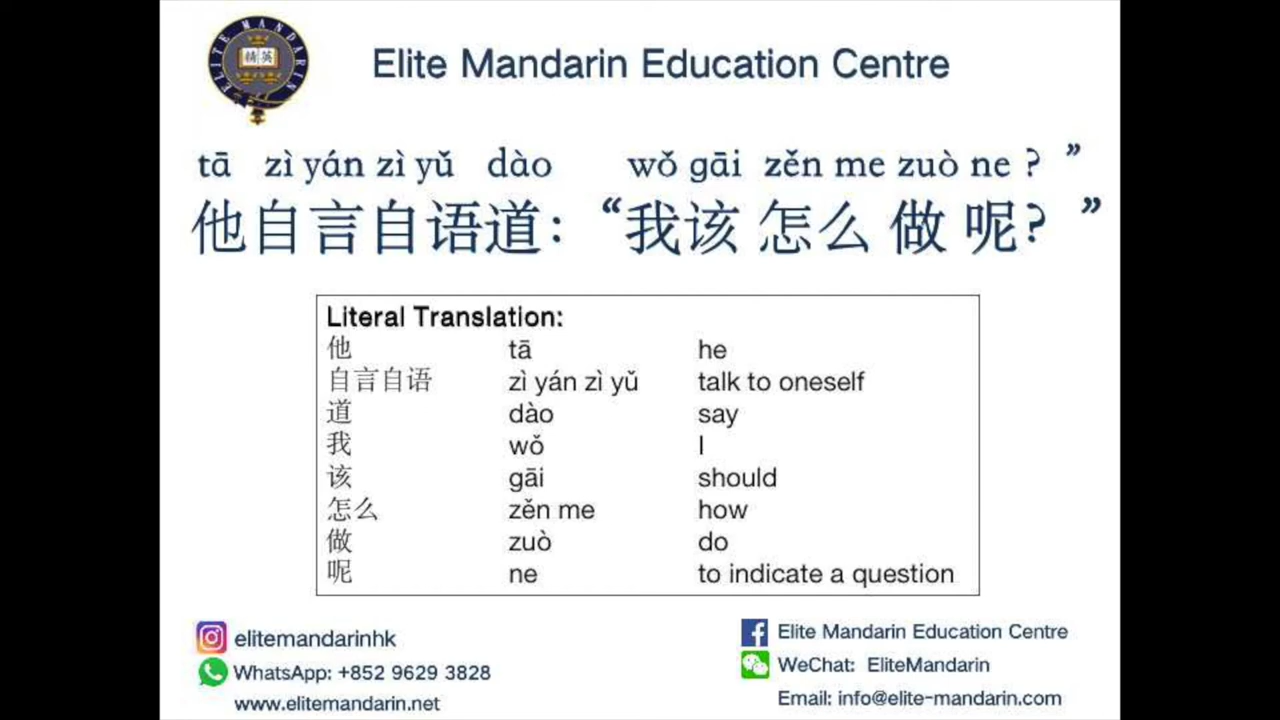 ELITE MANDARIN
精英
Elite Mandarin Education Centre
tā zì yán zì yǔ dào wǒ gāi zěn me zuò ne ? ”
他自言自语道：“我该 怎么 做 呢？ ”
Literal Translation:
他 tā he
自言自语 zì yán zì yǔ talk to oneself
道 dào say
我 wǒ I
该 gāi should
怎么 zěn me how
做 zuò do
呢 ne to indicate a question
elitemandarinhk
WhatsApp: +852 9629 3828
www.elitemandarin.net
Elite Mandarin Education Centre
WeChat: EliteMandarin
Email: info@elite-mandarin.com